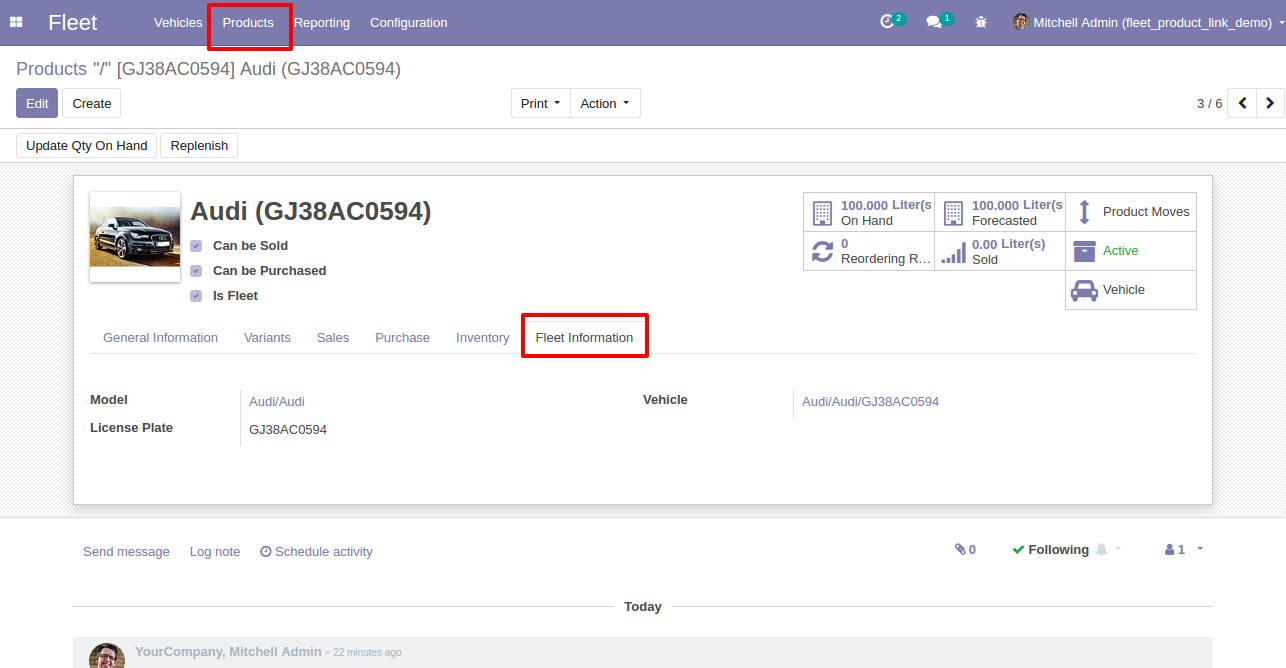 Fleet Vehicles Products Reporting Configuration 2 1 Mitchell Admin (fleet_product_link_demo)
Products "/" [GJ38AC0594] Audi (GJ38AC0594)
Edit Create Print Action 3 / 6
Update Qty On Hand Replenish
Audi (GJ38AC0594)
Can be Sold
Can be Purchased
Is Fleet
100.000 Liter(s
On Hand
100.000 Liter(s
Forecasted
Product Moves
0
Reordering R...
0.00 Liter(s)
Sold
Active
Vehicle
General Information Variants Sales Purchase Inventory Fleet Information
Model Audi/Audi Vehicle Audi/Audi/GJ38AC0594
License Plate GJ38AC0594
Send message Log note Schedule activity 0 Following 1
Today
YourCompany, Mitchell Admin - 22 minutes ago